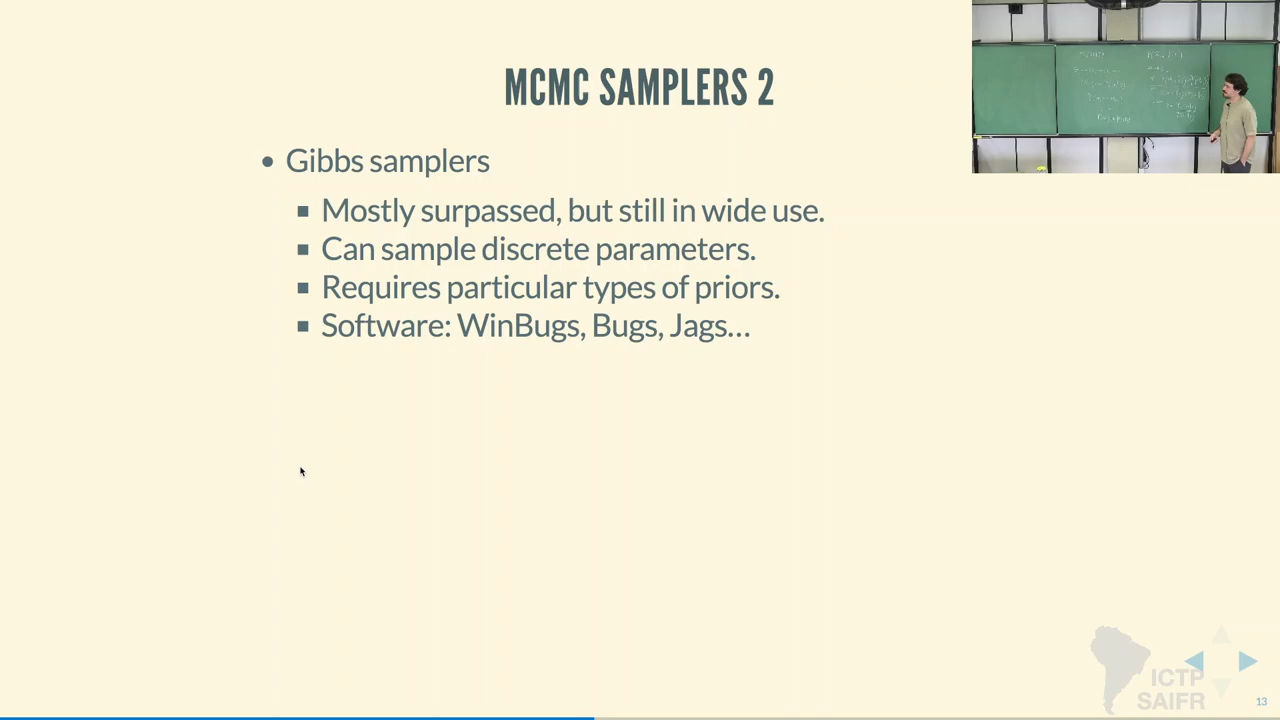 MCMC SAMPLERS 2
• Gibbs samplers
▪ Mostly surpassed, but still in wide use.
▪ Can sample discrete parameters.
▪ Requires particular types of priors.
▪ Software: WinBugs, Bugs, Jags...
ICTP
SAIFR
13